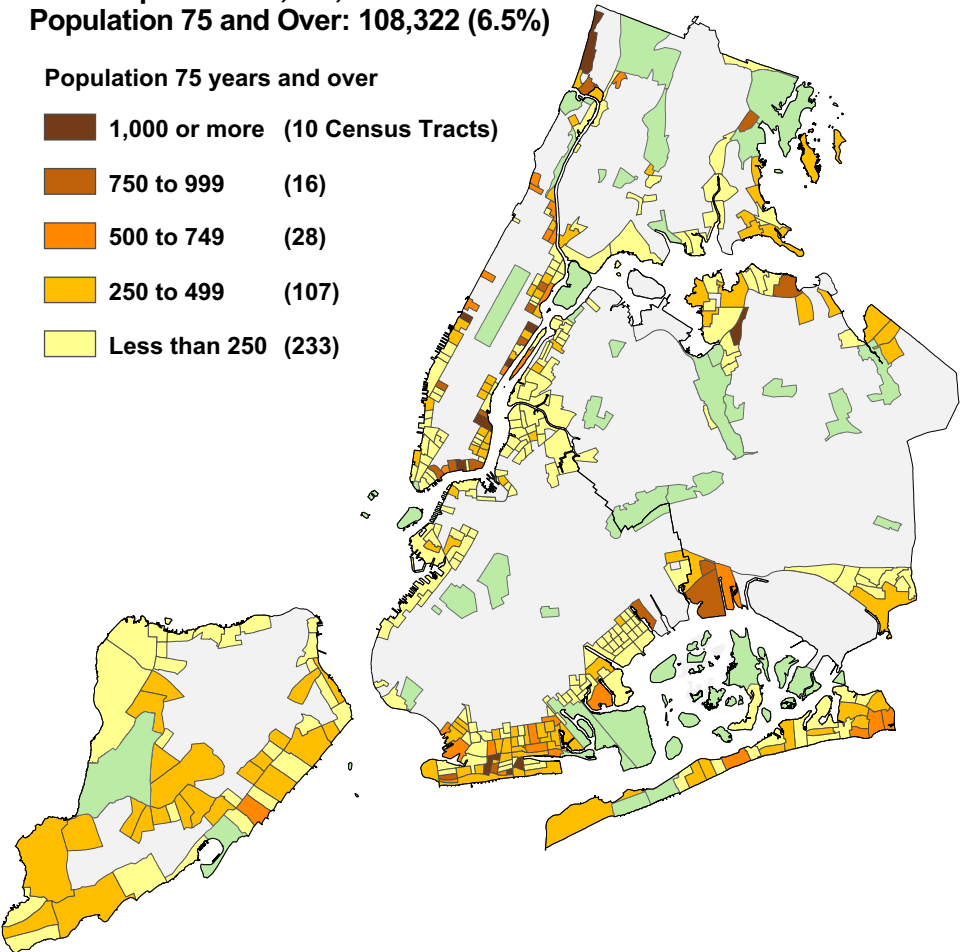 Population 75 and Over: 108,322 (6.5%)
Population 75 years and over
1,000 or more (10 Census Tracts)
750 to 999 (16)
500 to 749 (28)
250 to 499 (107)
Less than 250 (233)